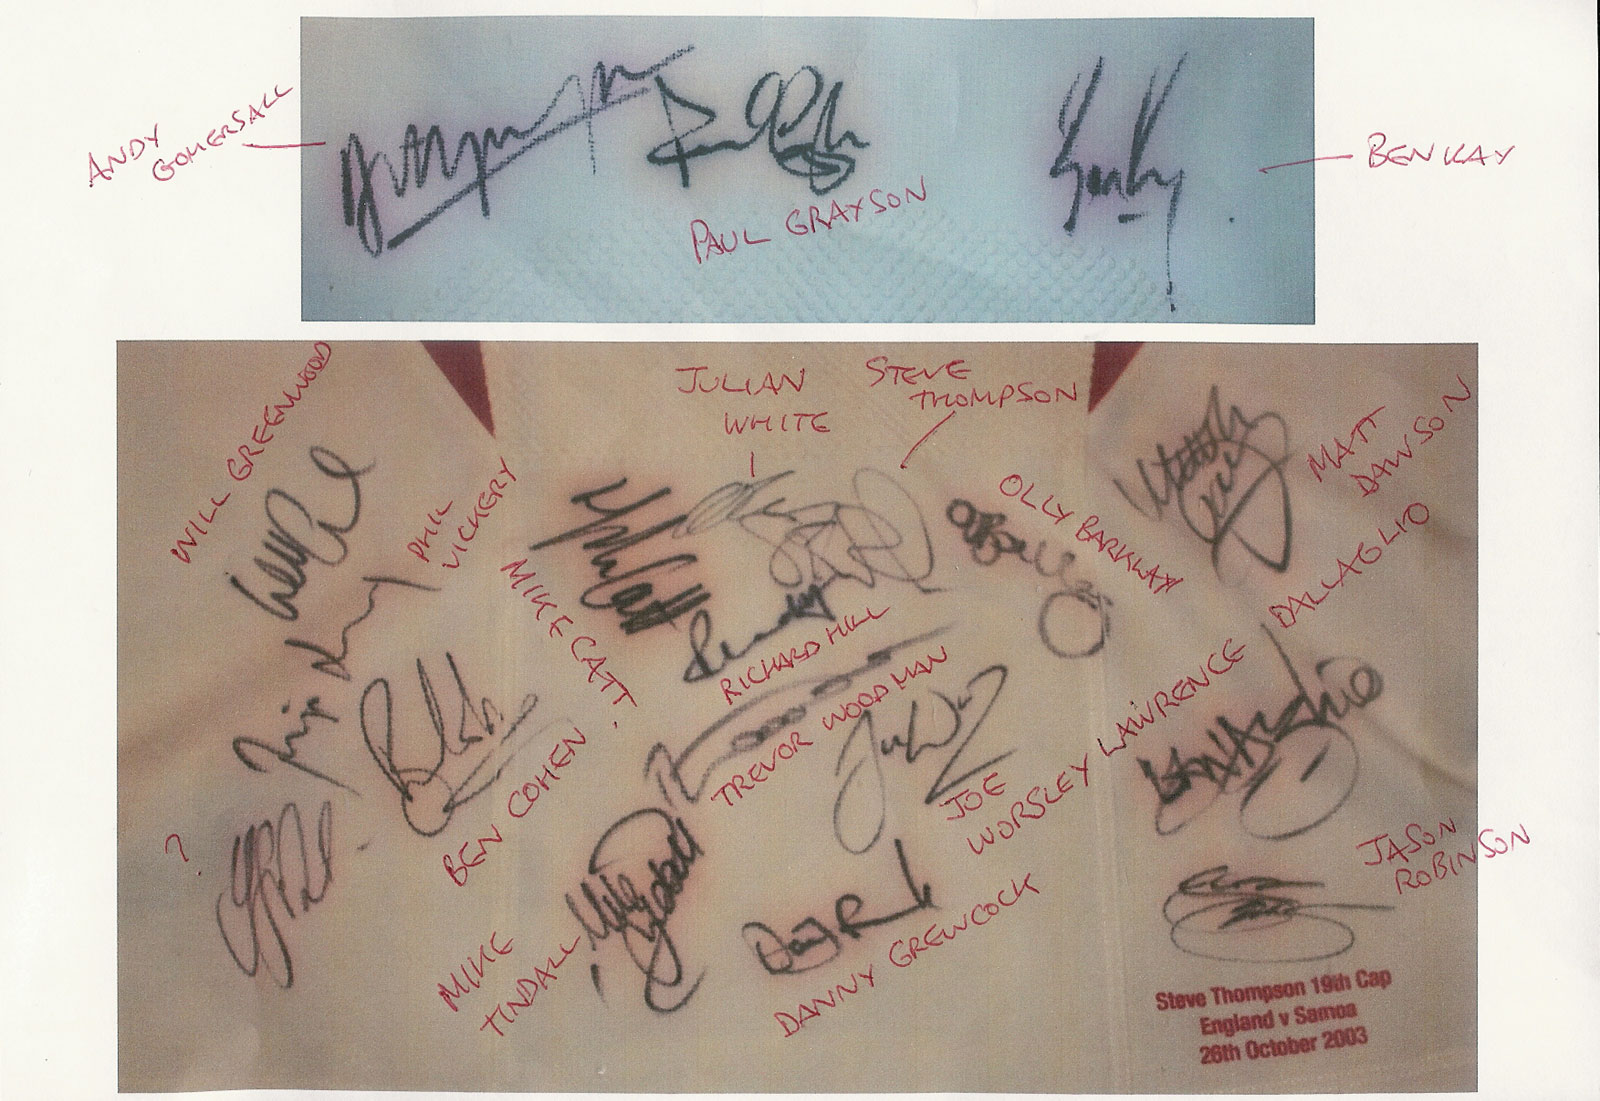 ANDY
GOMERSALL
PAUL GRAYSON
BEN KAY
WILL GREENWOOD
PHIL
VICKERY
MIKE CATT
JULIAN
WHITE
STEVE
THOMPSON
OLLY BARKLAY
MATT
DAWSON
RICHARD HILL
TREVOR WOODMAN
LAWRENCE DALLAGLIO
JOE
WORSLEY
BEN COHEN
?
MIKE
TINDALL
DANNY GREWCOCK
JASON
ROBINSON
Steve Thompson 19th Cap
England v Samoa
26th October 2003